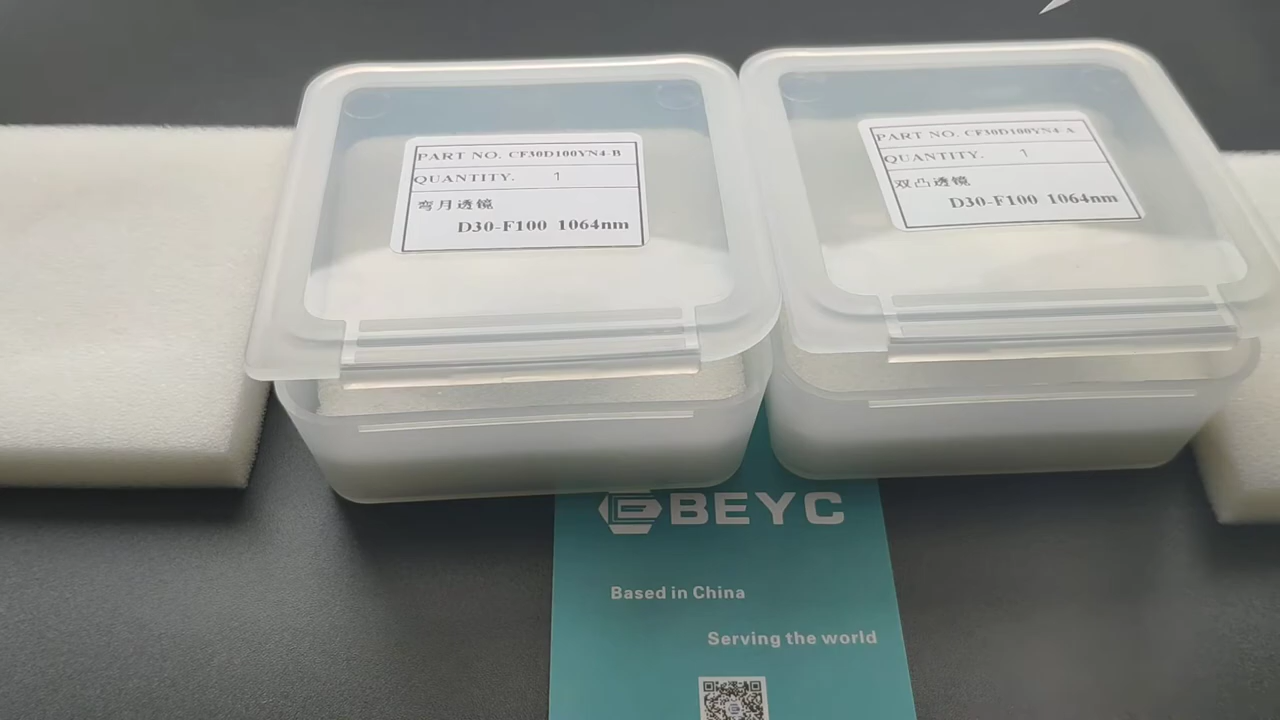 PART NO. CF30D100YN4-B
QUANTITY. 1
弯月透镜
D30-F100 1064nm
PART NO. CF30D100YN4-A
QUANTITY. 1
双凸透镜
D30-F100 1064nm
BEYC
Based in China
Serving the world